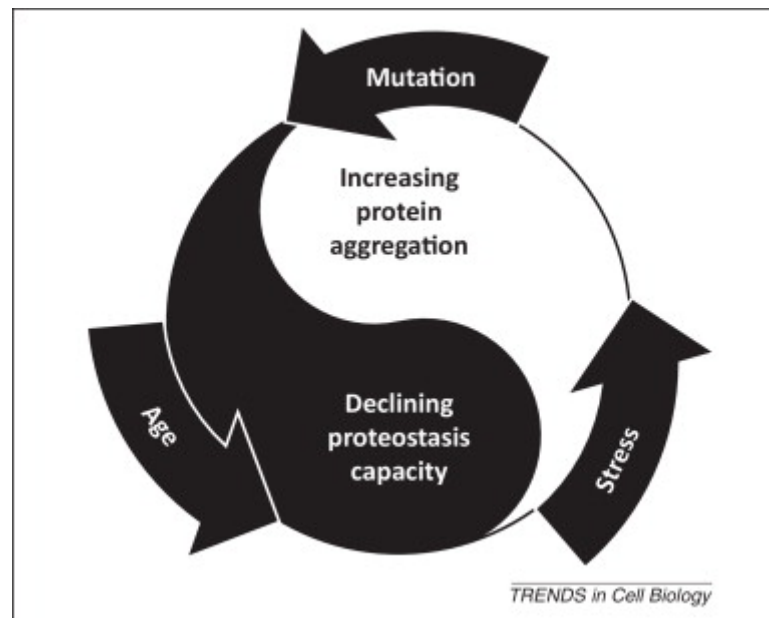 Mutation
Increasing
protein
aggregation
Age
Declining
proteostasis
capacity
Stress
TRENDS in Cell Biology